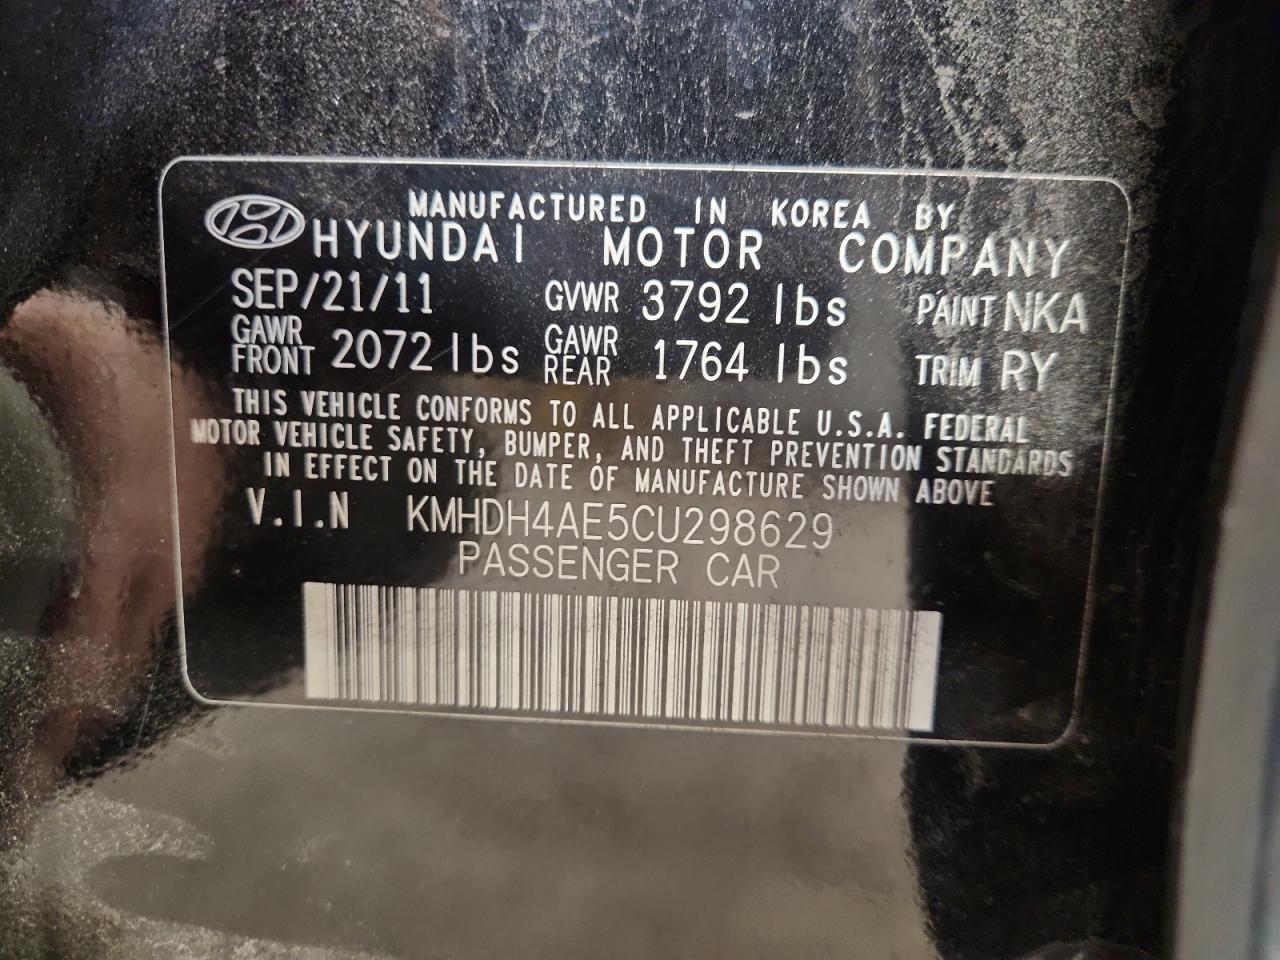 MANUFACTURED IN KOREA BY
HYUNDAI MOTOR COMPANY
SEP/21/11 GVWR 3792 lbs PAINT NKA
GAWR FRONT 2072 lbs GAWR REAR 1764 lbs TRIM RY
THIS VEHICLE CONFORMS TO ALL APPLICABLE U.S.A. FEDERAL
MOTOR VEHICLE SAFETY, BUMPER, AND THEFT PREVENTION STANDARDS
IN EFFECT ON THE DATE OF MANUFACTURE SHOWN ABOVE
V.I.N KMHDH4AE5CU298629
PASSENGER CAR